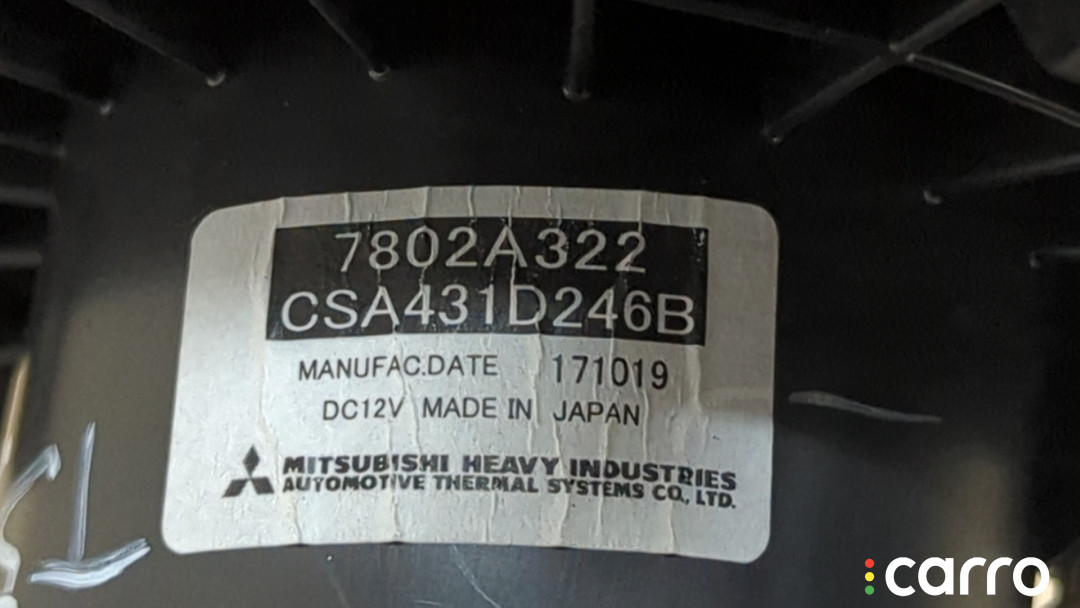 7802A322
CSA431D246B
MANUFAC.DATE 171019
DC12V MADE IN JAPAN
MITSUBISHI HEAVY INDUSTRIES
AUTOMOTIVE THERMAL SYSTEMS CO., LTD.
carro